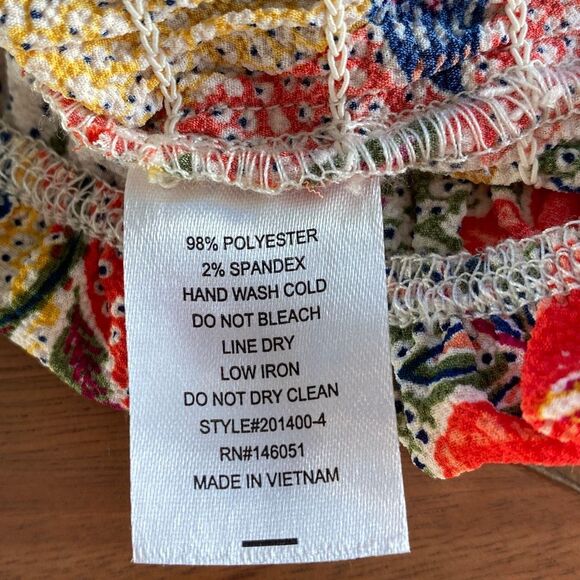 98% POLYESTER
2% SPANDEX
HAND WASH COLD
DO NOT BLEACH
LINE DRY
LOW IRON
DO NOT DRY CLEAN
STYLE#201400-4
RN#146051
MADE IN VIETNAM